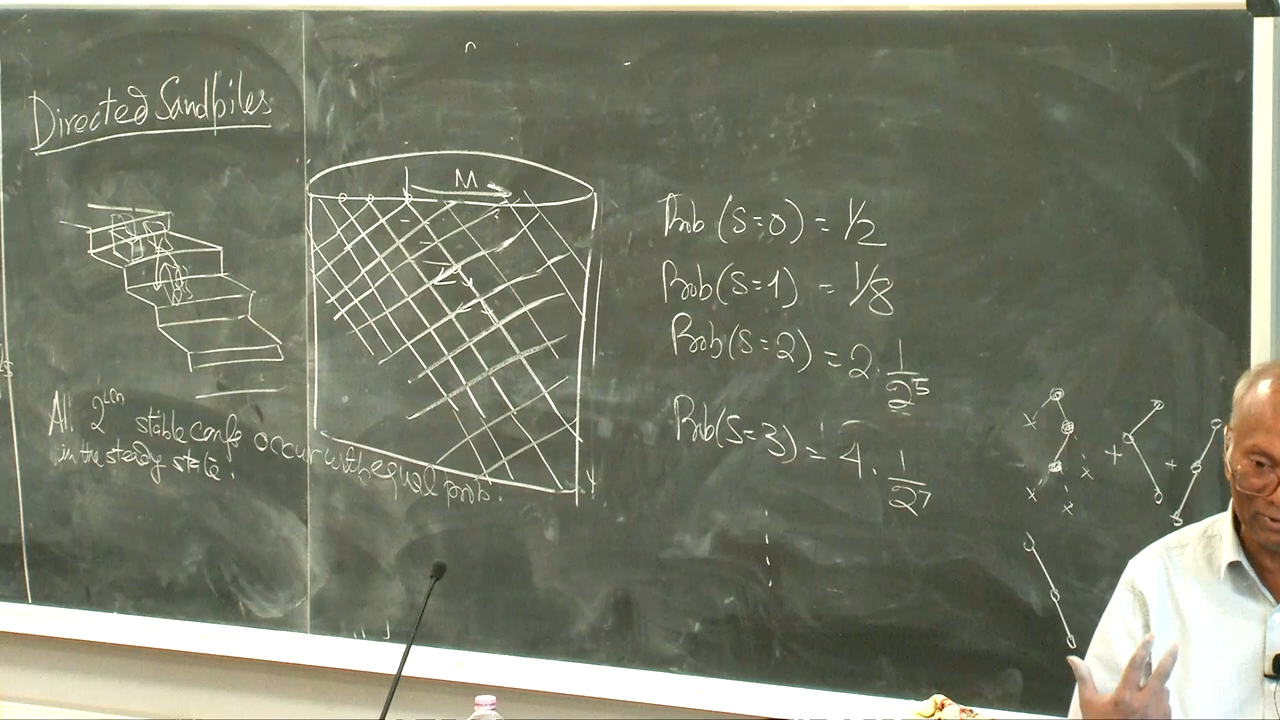 Directed Sandpiles
M
All 2^LM stable confs occur with equal prob.
in the steady state.
Prob (S=0) = 1/2
Prob (S=1) = 1/8
Prob (S=2) = 2. 1/2^5
Prob (S=3) = 4. 1/2^7